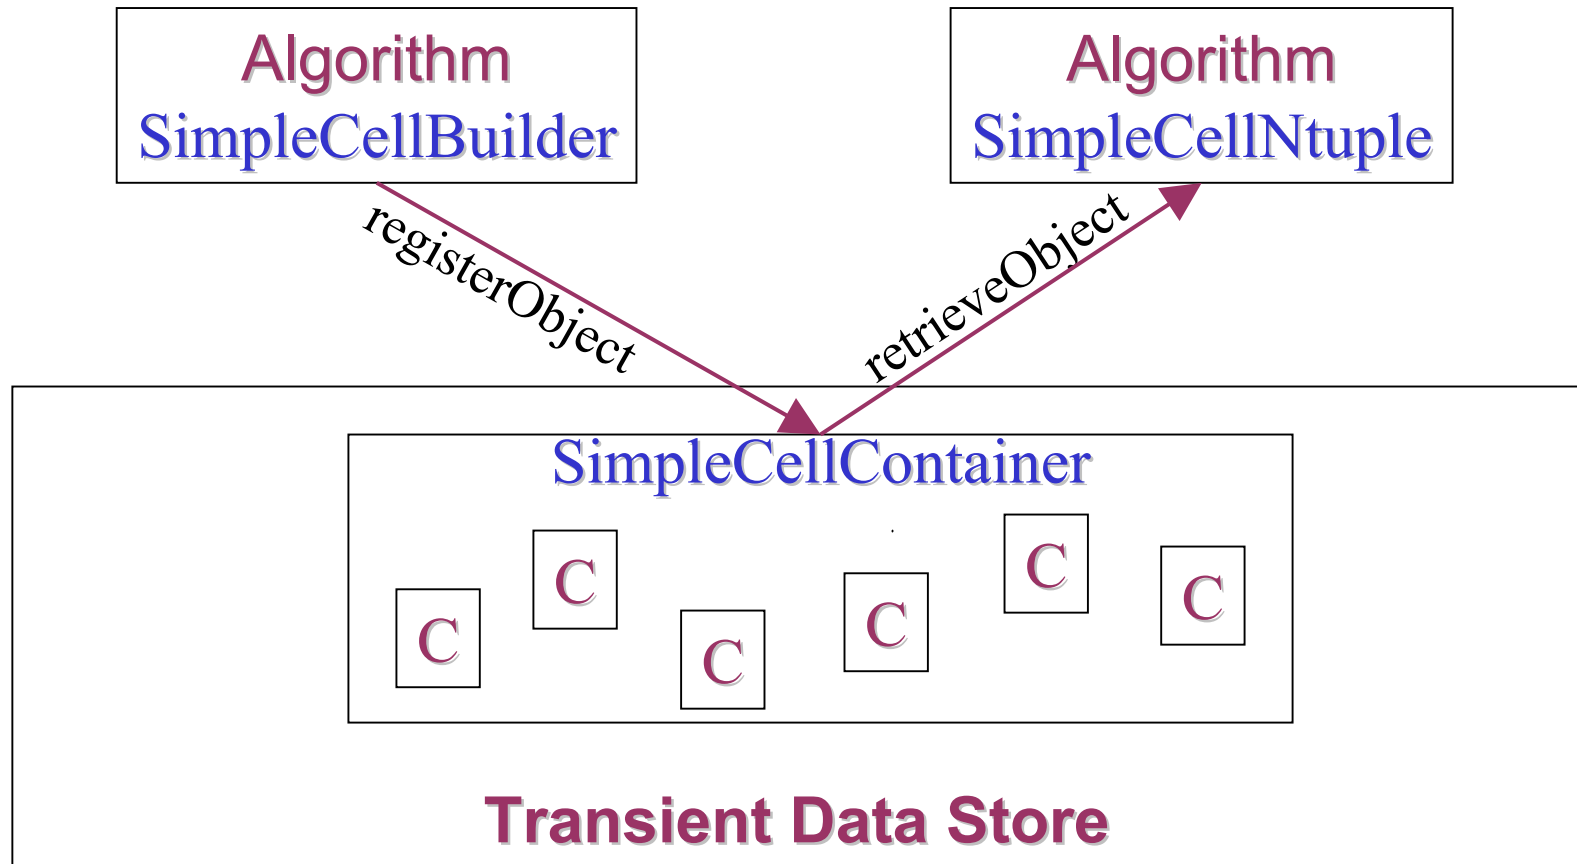 Algorithm
SimpleCellBuilder
Algorithm
SimpleCellNtuple
registerObject
retrieveObject
SimpleCellContainer
C
C
C
C
C
C
Transient Data Store